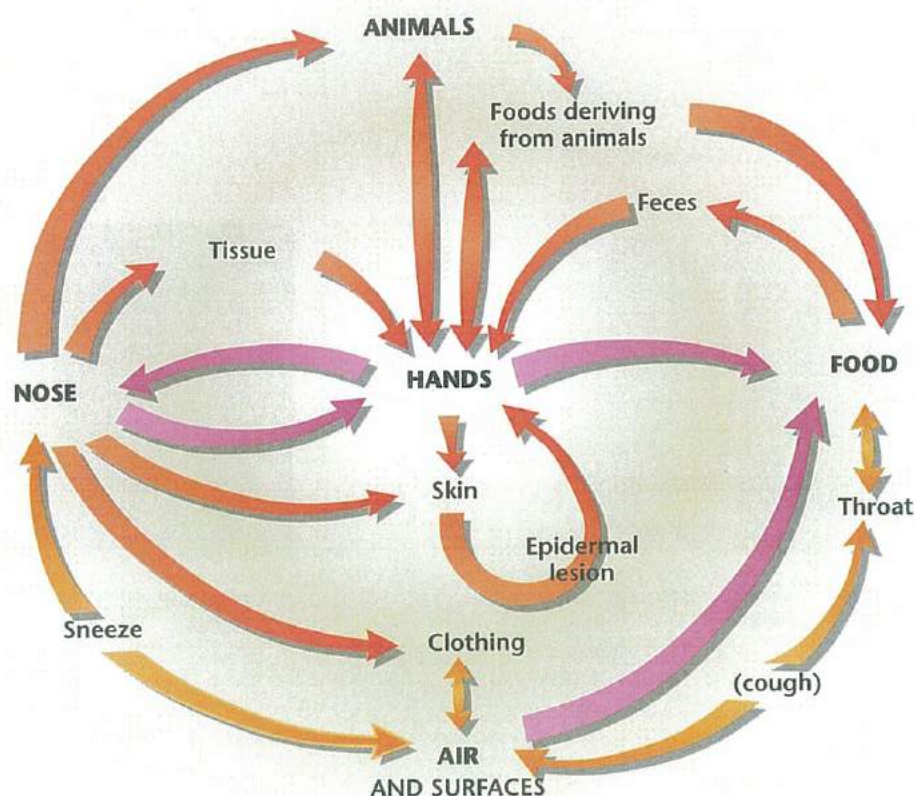 ANIMALS
Foods deriving
from animals
Feces
Tissue
HANDS
FOOD
NOSE
Skin
Throat
Epidermal
lesion
Sneeze
Clothing
(cough)
AIR
AND SURFACES